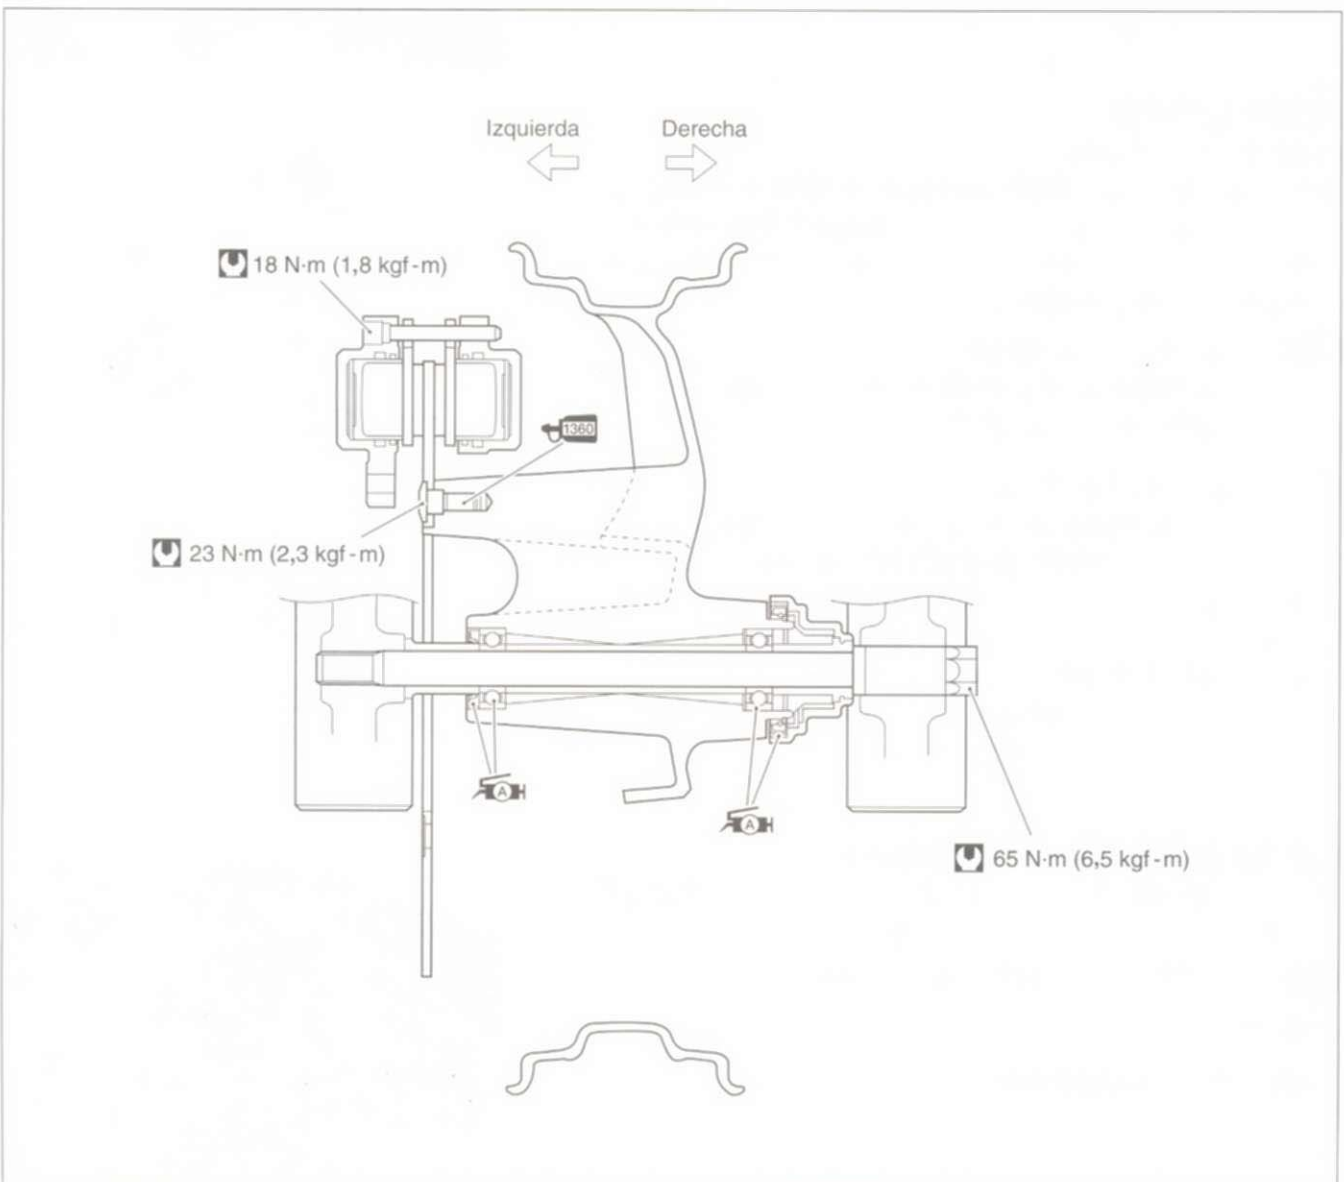 Izquierda
Derecha
18 N·m (1,8 kgf-m)
1360
23 N·m (2,3 kgf-m)
A
A
65 N·m (6,5 kgf-m)